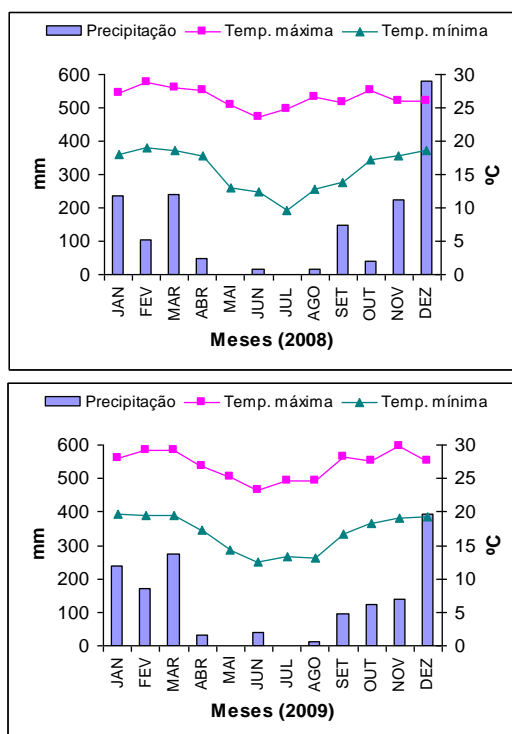 Precipitação Temp. máxima Temp. mínima
600 30
500 25
400 20
300 15
200 10
100 5
0 0
mm
ºC
JAN FEV MAR ABR MAI JUN JUL AGO SET OUT NOV DEZ
Meses (2008)
Precipitação Temp. máxima Temp. mínima
600 30
500 25
400 20
300 15
200 10
100 5
0 0
mm
ºC
JAN FEV MAR ABR MAI JUN JUL AGO SET OUT NOV DEZ
Meses (2009)